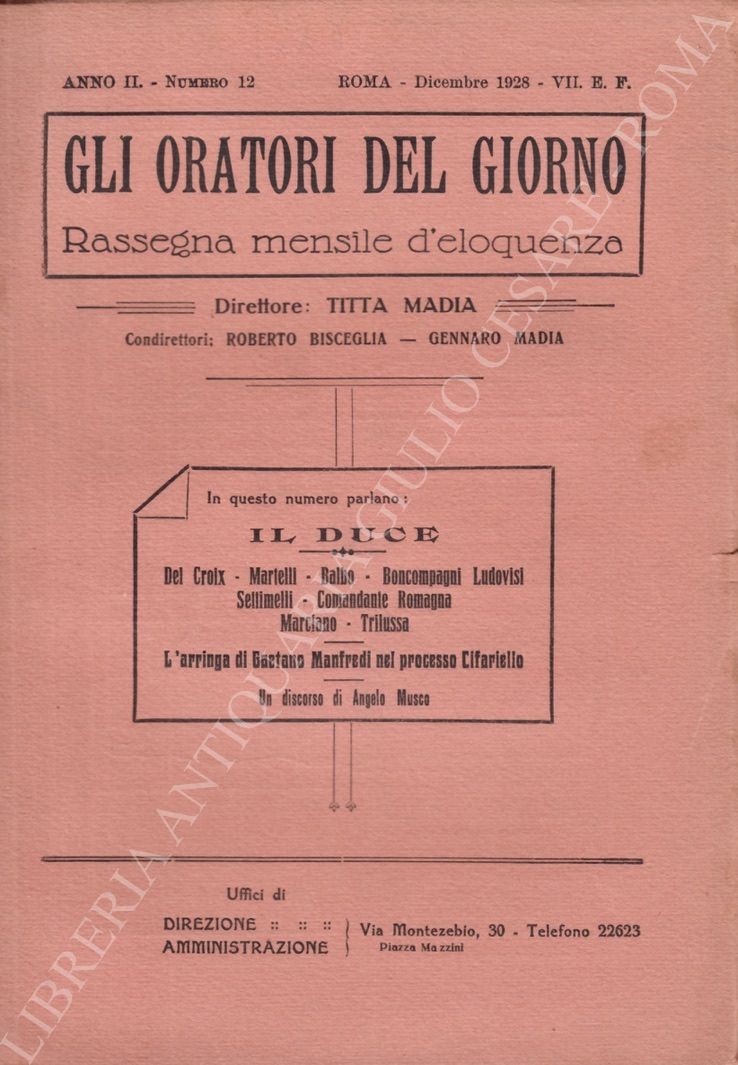 ANNO II. - NUMERO 12 ROMA - Dicembre 1928 - VII. E. F.
GLI ORATORI DEL GIORNO
Rassegna mensile d'eloquenza
Direttore: TITTA MADIA
Condirettori: ROBERTO BISCEGLIA — GENNARO MADIA
In questo numero parlano:
IL DUCE
Del Croix - Martelli - Balbo - Boncompagni Ludovisi
Settimelli - Comandante Romagna
Marciano - Trilussa
L'arringa di Gaetano Manfredi nel processo Cifariello
Un discorso di Angelo Musco
Uffici di
DIREZIONE :: :: ::
AMMINISTRAZIONE
Via Montezebio, 30 - Telefono 22623
Piazza Mazzini
LIBRERIA ANTIQUARIA GIULIO CESARE - ROMA